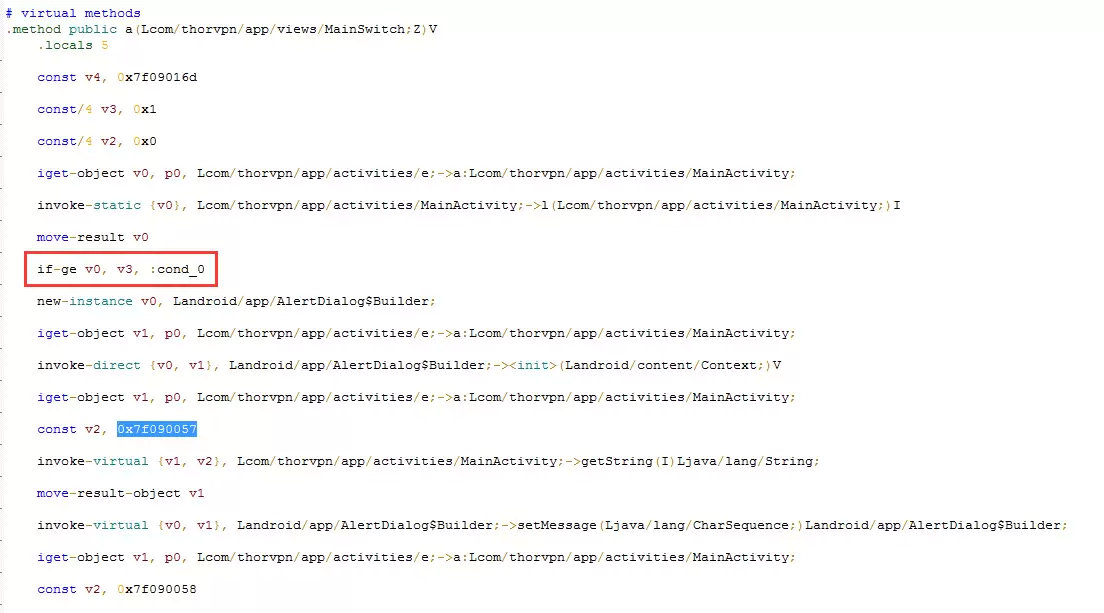 # virtual methods
.method public a(Lcom/thorvpn/app/views/MainSwitch;Z)V
.locals 5
const v4, 0x7f09016d
const/4 v3, 0x1
const/4 v2, 0x0
iget-object v0, p0, Lcom/thorvpn/app/activities/e;->a:Lcom/thorvpn/app/activities/MainActivity;
invoke-static {v0}, Lcom/thorvpn/app/activities/MainActivity;->l(Lcom/thorvpn/app/activities/MainActivity;)I
move-result v0
if-ge v0, v3, :cond_0
new-instance v0, Landroid/app/AlertDialog$Builder;
iget-object v1, p0, Lcom/thorvpn/app/activities/e;->a:Lcom/thorvpn/app/activities/MainActivity;
invoke-direct {v0, v1}, Landroid/app/AlertDialog$Builder;-><init>(Landroid/content/Context;)V
iget-object v1, p0, Lcom/thorvpn/app/activities/e;->a:Lcom/thorvpn/app/activities/MainActivity;
const v2, 0x7f090057
invoke-virtual {v1, v2}, Lcom/thorvpn/app/activities/MainActivity;->getString(I)Ljava/lang/String;
move-result-object v1
invoke-virtual {v0, v1}, Landroid/app/AlertDialog$Builder;->setMessage(Ljava/lang/CharSequence;)Landroid/app/AlertDialog$Builder;
iget-object v1, p0, Lcom/thorvpn/app/activities/e;->a:Lcom/thorvpn/app/activities/MainActivity;
const v2, 0x7f090058